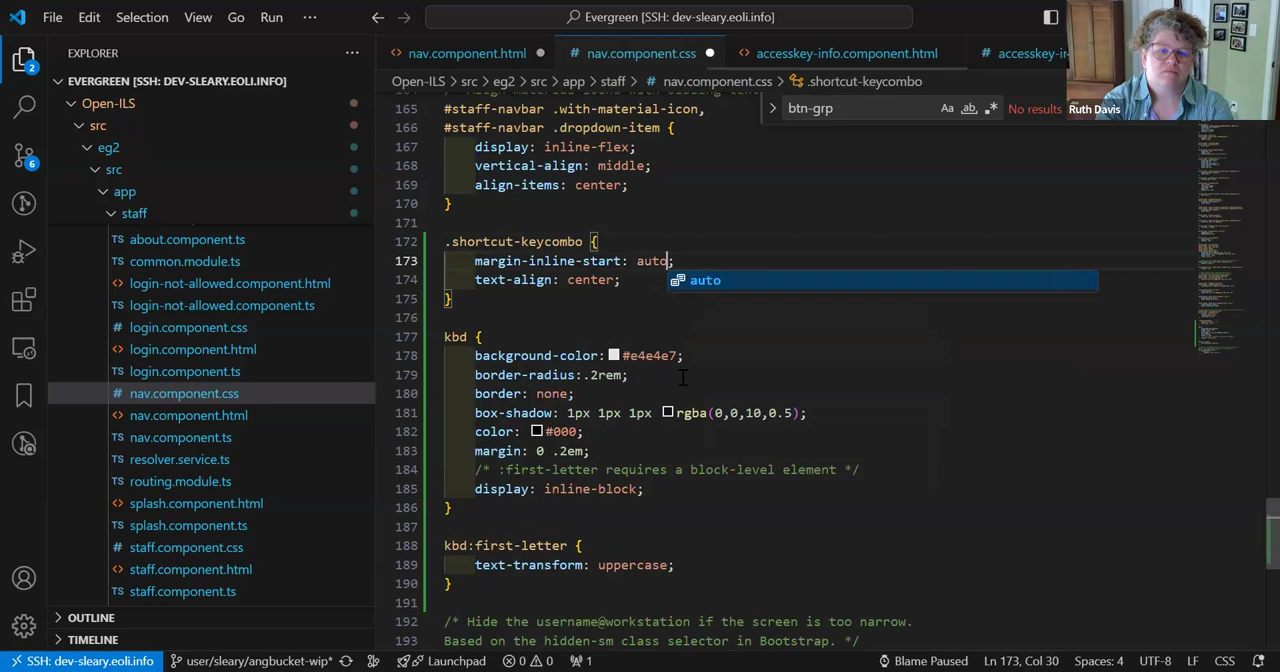 File Edit Selection View Go Run ···
Evergreen [SSH: dev-sleary.eoli.info]
EXPLORER ···
nav.component.html
nav.component.css
accesskey-info.component.html
accesskey-i
EVERGREEN [SSH: DEV-SLEARY.EOLI.INFO]
Open-ILS > src > eg2 > src > app > staff > nav.component.css > .shortcut-keycombo
btn-grp Aa ab .* No results
Ruth Davis
Open-ILS
src
eg2
src
app
staff
about.component.ts
common.module.ts
login-not-allowed.component.html
login-not-allowed.component.ts
login.component.css
login.component.html
login.component.ts
nav.component.css
nav.component.html
nav.component.ts
resolver.service.ts
routing.module.ts
splash.component.html
splash.component.ts
staff.component.css
staff.component.html
staff.component.ts
OUTLINE
TIMELINE
2
6
165 #staff-navbar .with-material-icon,
166 #staff-navbar .dropdown-item {
167 display: inline-flex;
168 vertical-align: middle;
169 align-items: center;
170 }
171
172 .shortcut-keycombo {
173 margin-inline-start: auto;
174 text-align: center;
auto
175 }
176
177 kbd {
178 background-color: #e4e4e7;
179 border-radius:.2rem;
180 border: none;
181 box-shadow: 1px 1px 1px rgba(0,0,10,0.5);
182 color: #000;
183 margin: 0 .2em;
184 /* :first-letter requires a block-level element */
185 display: inline-block;
186 }
187
188 kbd:first-letter {
189 text-transform: uppercase;
190 }
191
192 /* Hide the username@workstation if the screen is too narrow.
193 Based on the hidden-sm class selector in Bootstrap. */
SSH: dev-sleary.eoli.info user/sleary/angbucket-wip* Launchpad 0 0 1 Blame Paused Ln 173, Col 30 Spaces: 4 UTF-8 LF CSS